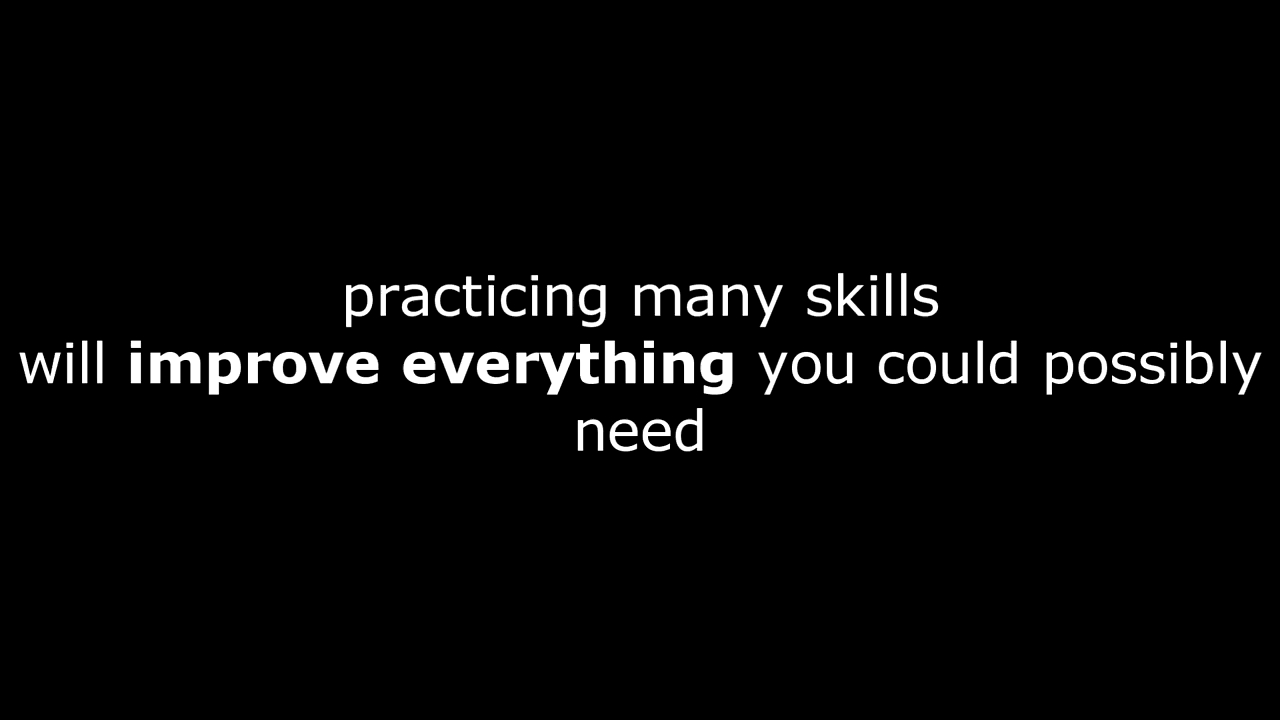 practicing many skills
will improve everything you could possibly
need